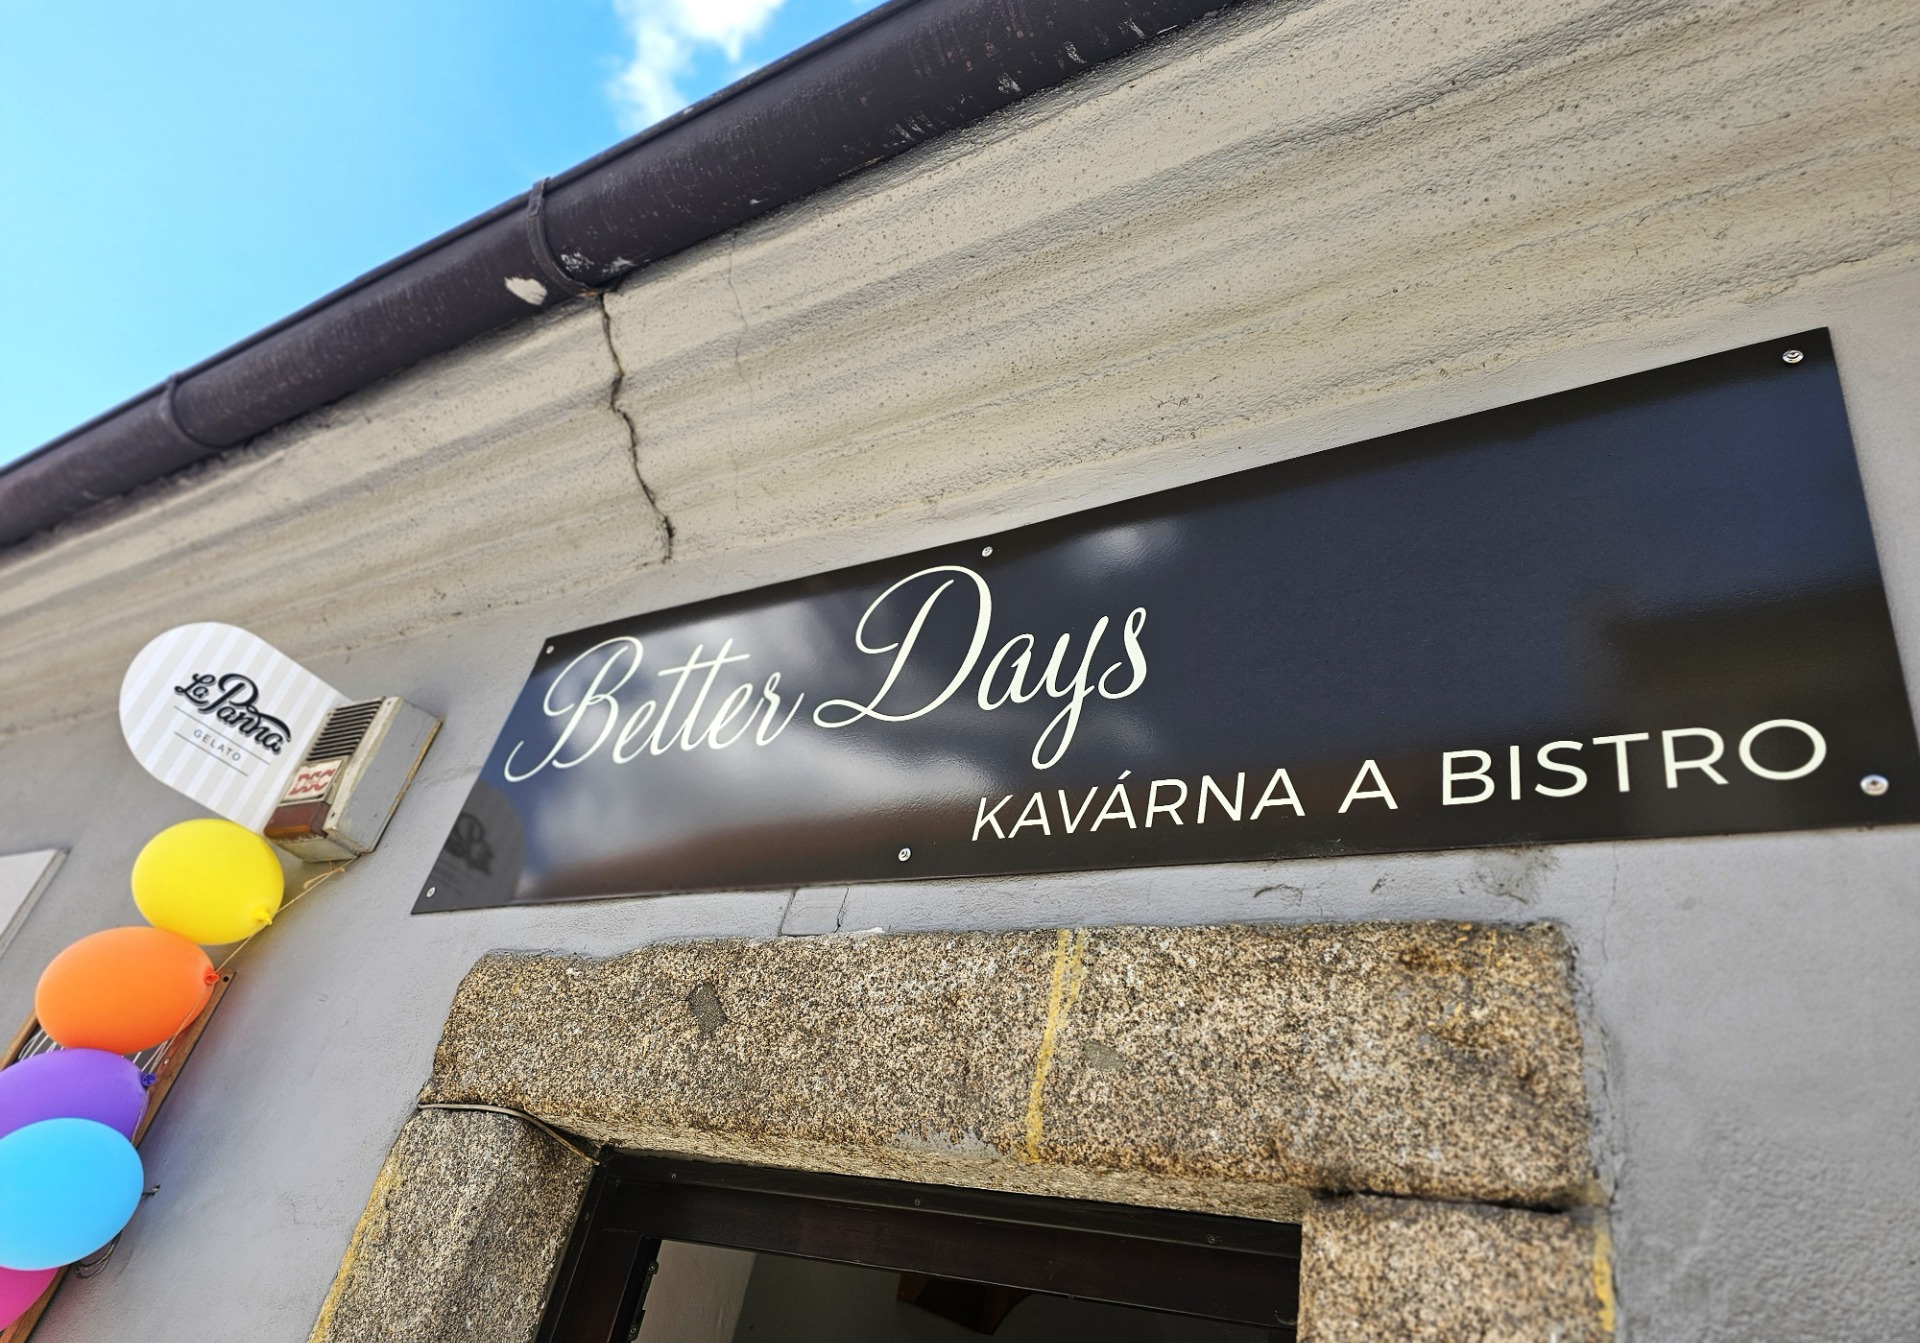 La Panna
GELATO
Better Days
KAVÁRNA A BISTRO